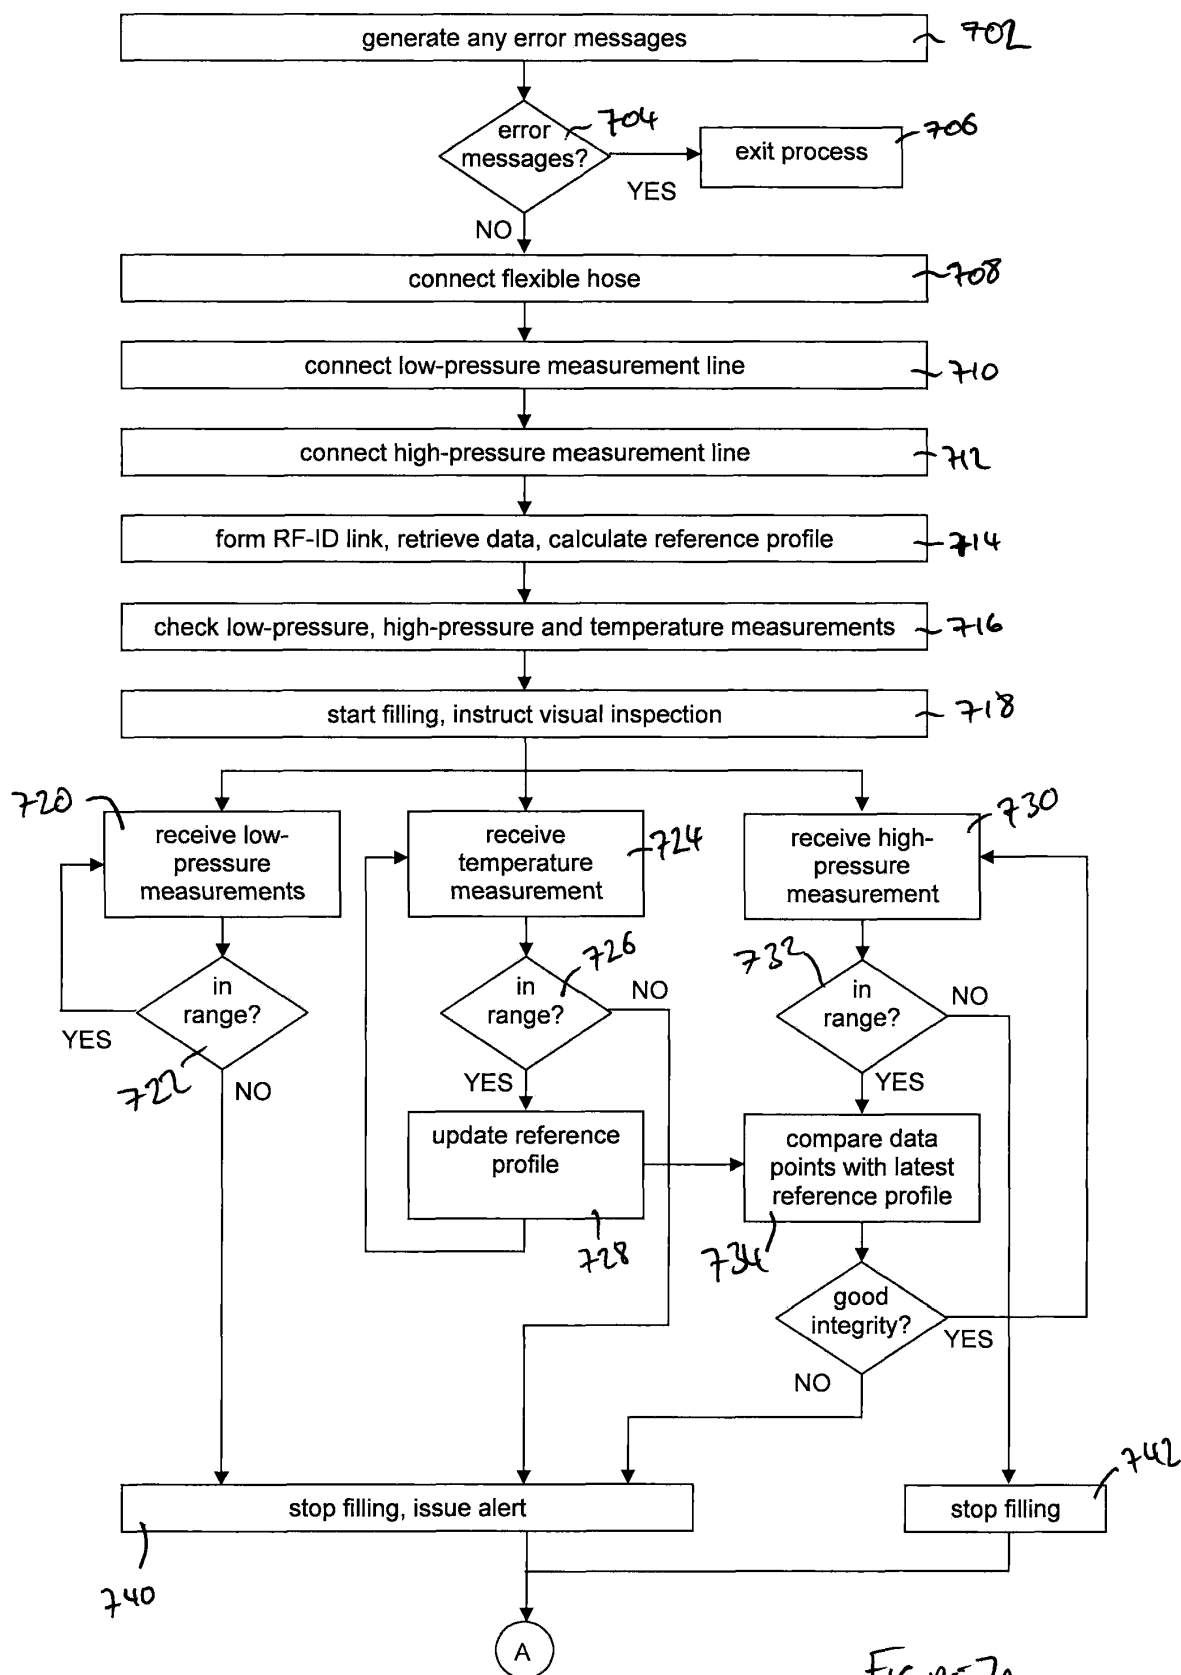 generate any error messages
702
error
messages?
704
706
exit process
YES
NO
connect flexible hose
708
connect low-pressure measurement line
710
connect high-pressure measurement line
712
form RF-ID link, retrieve data, calculate reference profile
714
check low-pressure, high-pressure and temperature measurements
716
start filling, instruct visual inspection
718
720
receive low-
pressure
measurements
receive
temperature
measurement
724
730
receive high-
pressure
measurement
in
range?
YES
722
NO
in
range?
726
NO
YES
732
in
range?
NO
YES
update reference
profile
728
compare data
points with latest
reference profile
734
good
integrity?
YES
NO
stop filling, issue alert
740
742
stop filling
A